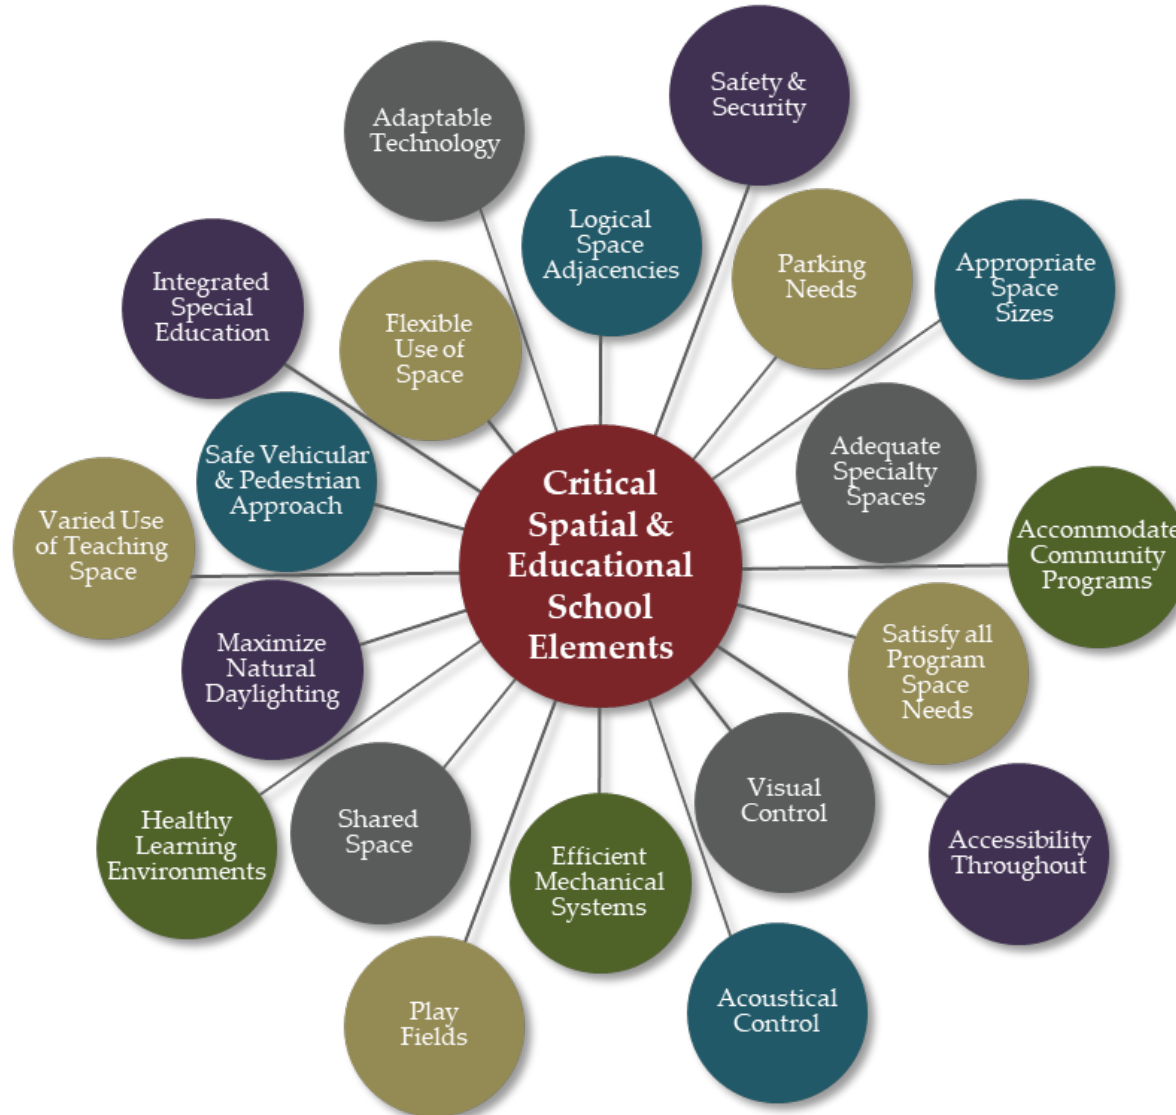 Safety &
Security
Adaptable
Technology
Logical
Space
Adjacencies
Parking
Needs
Appropriate
Space
Sizes
Integrated
Special
Education
Flexible
Use of
Space
Adequate
Specialty
Spaces
Safe Vehicular
& Pedestrian
Approach
Critical
Spatial &
Educational
School
Elements
Varied Use
of Teaching
Space
Accommodate
Community
Programs
Maximize
Natural
Daylighting
Satisfy all
Program
Space
Needs
Healthy
Learning
Environments
Shared
Space
Visual
Control
Efficient
Mechanical
Systems
Accessibility
Throughout
Play
Fields
Acoustical
Control